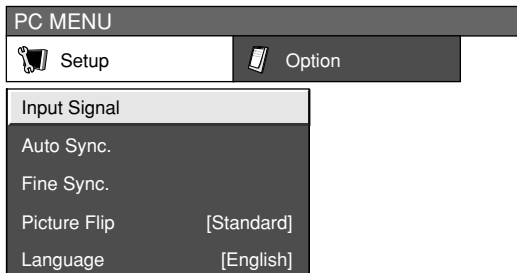 PC MENU
Setup Option
Input Signal
Auto Sync.
Fine Sync.
Picture Flip [Standard]
Language [English]